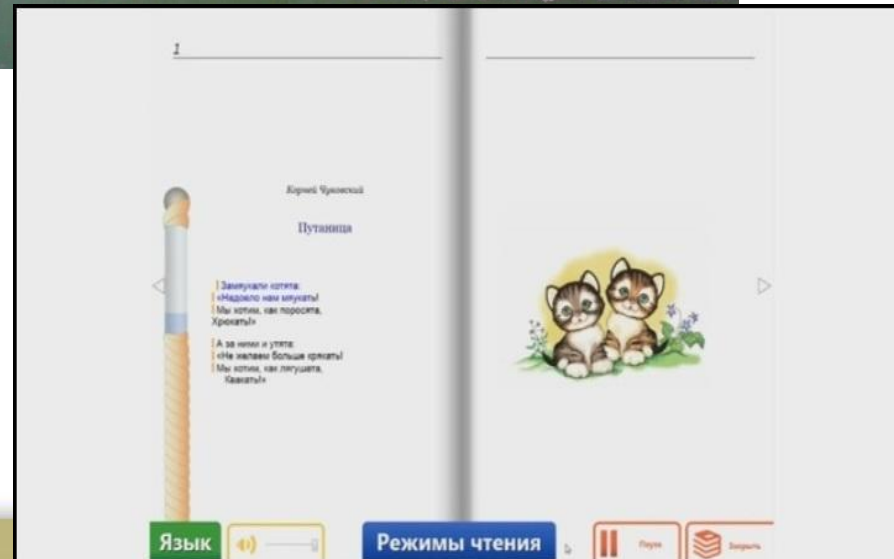 1
Корней Чуковский
Путаница
Замяукали котята:
«Надоело нам мяукать!
Мы хотим, как поросята,
Хрюкать!»
А за ними и утята:
«Не желаем больше крякать!
Мы хотим, как лягушата,
Квакать!»
Язык
Режимы чтения
Пауза
Закрыть